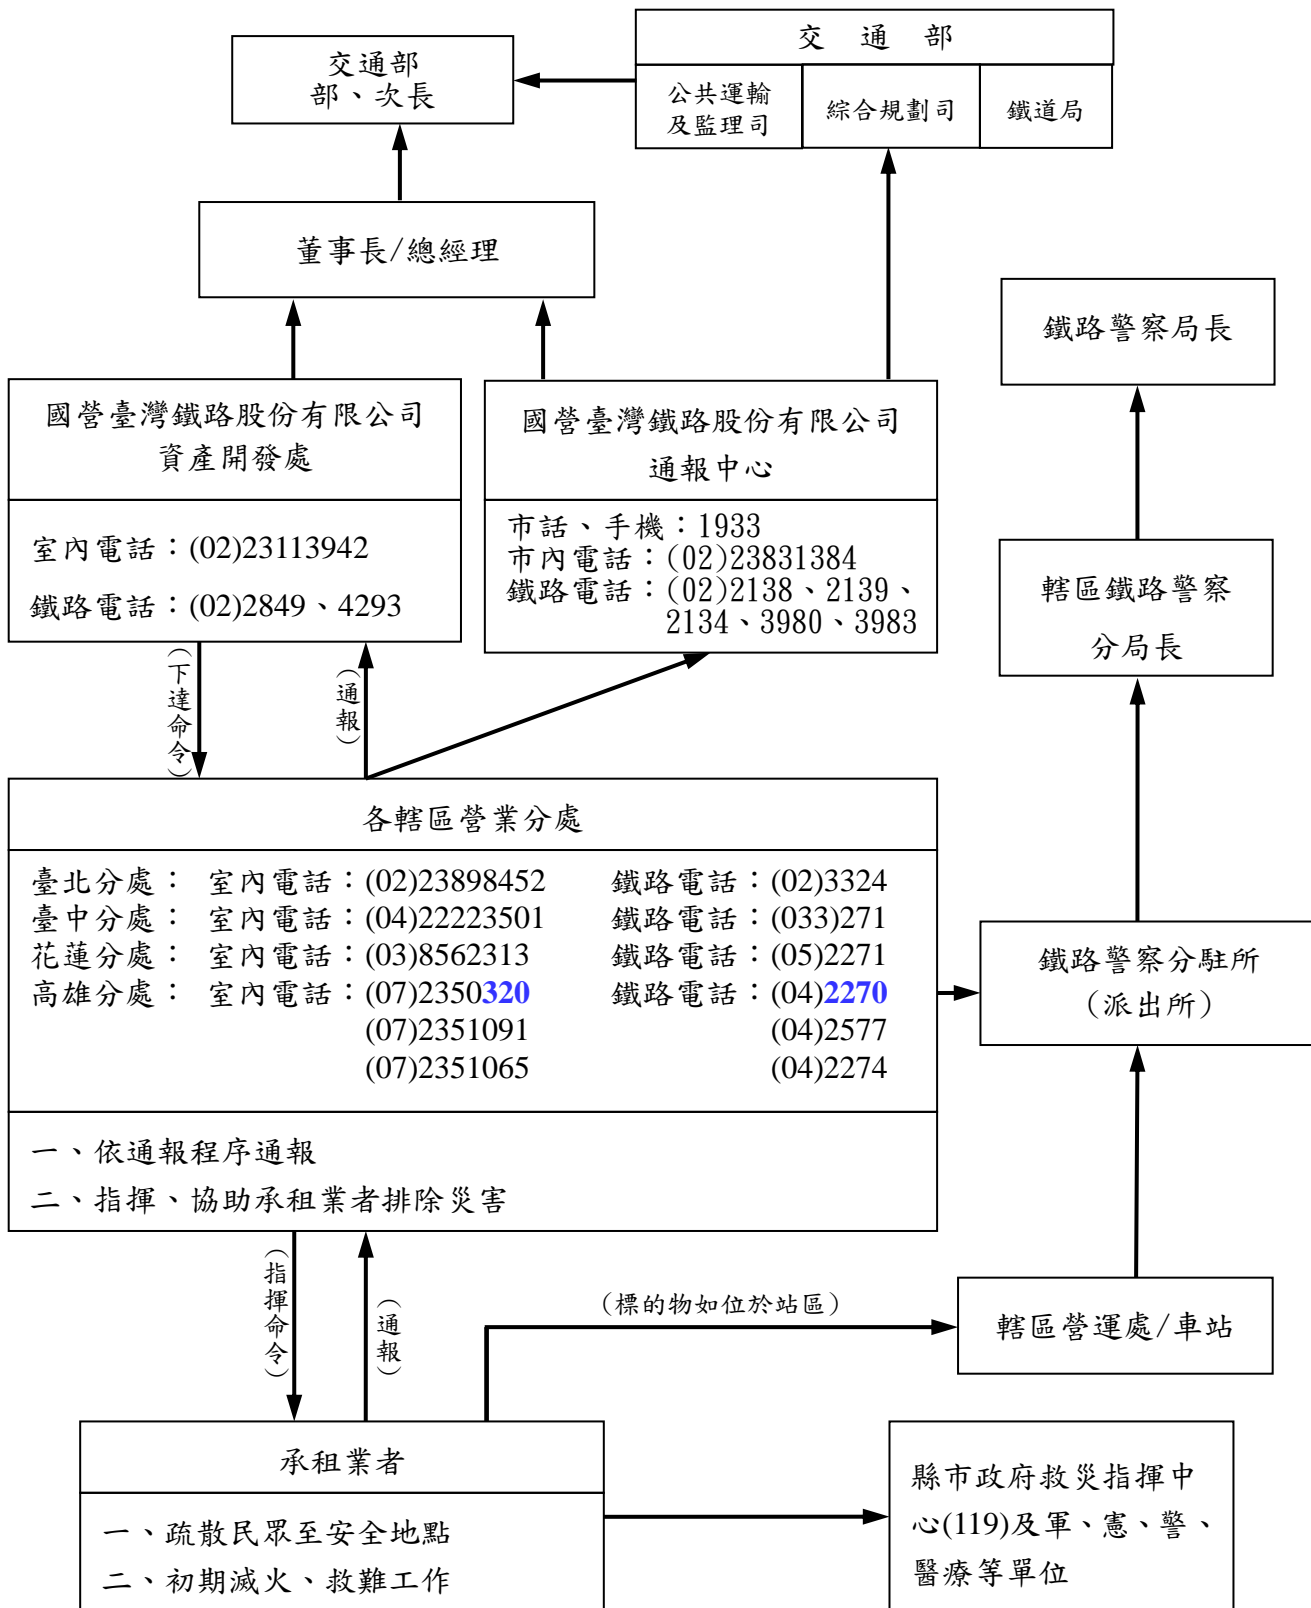 交通部
部、次長
交通部
公共運輸
及監理司
綜合規劃司
鐵道局
董事長/總經理
鐵路警察局長
國營臺灣鐵路股份有限公司
資產開發處
室內電話：(02)23113942
鐵路電話：(02)2849、4293
國營臺灣鐵路股份有限公司
通報中心
市話、手機：1933
市內電話：(02)23831384
鐵路電話：(02)2138、2139、
2134、3980、3983
轄區鐵路警察
分局長
(下達命令)
(通報)
各轄區營業分處
臺北分處： 室內電話：(02)23898452 鐵路電話：(02)3324
臺中分處： 室內電話：(04)22223501 鐵路電話：(033)271
花蓮分處： 室內電話：(03)8562313 鐵路電話：(05)2271
高雄分處： 室內電話：(07)2350320 鐵路電話：(04)2270
(07)2351091 (04)2577
(07)2351065 (04)2274
一、依通報程序通報
二、指揮、協助承租業者排除災害
鐵路警察分駐所
（派出所）
(指揮命令)
(通報)
（標的物如位於站區）
轄區營運處/車站
承租業者
一、疏散民眾至安全地點
二、初期滅火、救難工作
縣市政府救災指揮中
心(119)及軍、憲、警、
醫療等單位